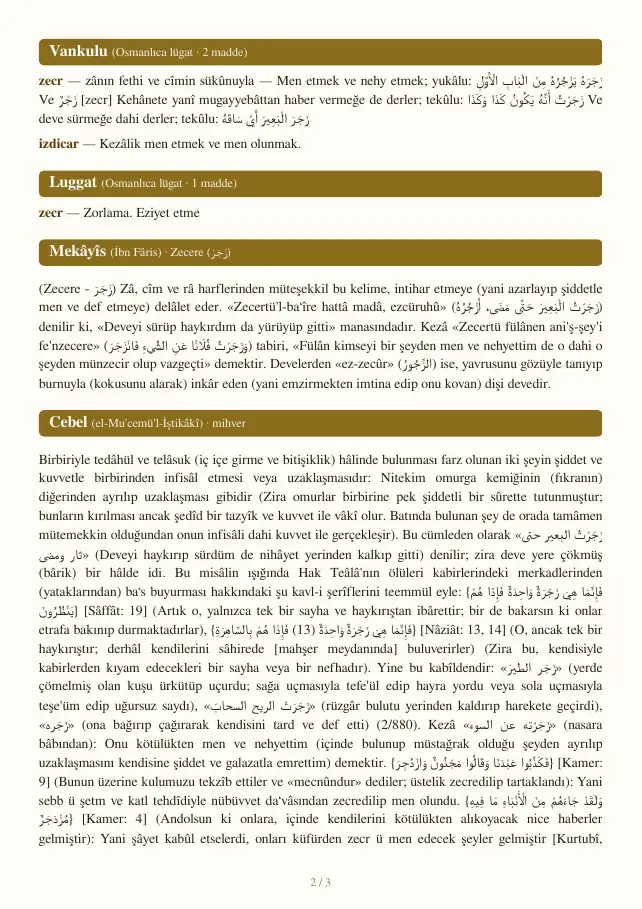 Vankulu (Osmanlıca lügat · 2 madde)
zecr — zânın fethi ve cîmin sükûnuyla — Men etmek ve nehy etmek; yukâlu: زَجَرَهُ يَزْجُرُهُ مِنَ الْبَابِ الْأَوَّلِ
Ve زَجَرَ [zecr] Kehânete yanî mugayyebâttan haber vermeğe de derler; tekûlu: زَجَرْتُ أَنَّهُ يَكُونُ كَذَا وَكَذَا Ve
deve sürmeğe dahi derler; tekûlu: زَجَرَ الْبَعِيرَ أَيْ سَاقَهُ
izdicar — Kezâlik men etmek ve men olunmak.
Luggat (Osmanlıca lügat · 1 madde)
zecr — Zorlama. Eziyet etme
Mekâyîs (İbn Fâris) · Zecere (زَجَرَ)
(Zecere - زَجَرَ) Zâ, cîm ve râ harflerinden müteşekkil bu kelime, intihar etmeye (yani azarlayıp şiddetle
men ve def etmeye) delâlet eder. «Zecertü'l-ba‘îre hattâ madâ, ezcüruhû» (زَجَرْتُ الْبَعِيرَ حَتَّى مَضَى، أَزْجُرُهُ)
denilir ki, «Deveyi sürüp haykırdım da yürüyüp gitti» manasındadır. Kezâ «Zecertü fülânen ani'ş-şey'i
fe'nzecere» (وَزَجَرْتُ فُلَانًا عَنِ الشَّيْءِ فَانْزَجَرَ) tabiri, «Fülân kimseyi bir şeyden men ve nehyettim de o dahi o
şeyden münzecir olup vazgeçti» demektir. Develerden «ez-zecûr» (الزَّجُورُ) ise, yavrusunu gözüyle tanıyıp
burnuyla (kokusunu alarak) inkâr eden (yani emzirmekten imtina edip onu kovan) dişi devedir.
Cebel (el-Mu'cemü'l-İştikâkî) · mihver
Birbiriyle tedâhül ve telâsuk (iç içe girme ve bitişiklik) hâlinde bulunması farz olunan iki şeyin şiddet ve
kuvvetle birbirinden infisâl etmesi veya uzaklaşmasıdır: Nitekim omurga kemiğinin (fıkranın)
diğerinden ayrılıp uzaklaşması gibidir (Zira omurlar birbirine pek şiddetli bir sûrette tutunmuştur;
bunların kırılması ancak şedîd bir tazyîk ve kuvvet ile vâki olur. Batında bulunan şey de orada tamâmen
mütemekkin olduğundan onun infisâli dahi kuvvet ile gerçekleşir). Bu cümleden olarak «زجَرْتُ البعير حتى
ثار ومضى» (Deveyi haykırıp sürdüm de nihâyet yerinden kalkıp gitti) denilir; zira deve yere çökmüş
(bârik) bir hâlde idi. Bu misâlin ışığında Hak Teâlâ'nın ölüleri kabirlerindeki merkadlerinden
(yataklarından) ba‘s buyurması hakkındaki şu kavl-i şerîflerini teemmül eyle: {فَإِنَّمَا هِيَ زَجْرَةٌ وَاحِدَةٌ فَإِذَا هُمْ
يَنْظُرُونَ} [Sâffât: 19] (Artık o, yalnızca tek bir sayha ve haykırıştan ibârettir; bir de bakarsın ki onlar
etrafa bakınıp durmaktadırlar), {فَإِنَّمَا هِيَ زَجْرَةٌ وَاحِدَةٌ (13) فَإِذَا هُمْ بِالسَّاهِرَةِ} [Nâziât: 13, 14] (O, ancak tek bir
haykırıştır; derhâl kendilerini sâhirede [mahşer meydanında] buluverirler) (Zira bu, kendisiyle
kabirlerden kıyam edecekleri bir sayha veya bir nefhadır). Yine bu kabîldendir: «زجَر الطيرَ» (yerde
çömelmiş olan kuşu ürkütüp uçurdu; sağa uçmasıyla tefe'ül edip hayra yordu veya sola uçmasıyla
teşe'üm edip uğursuz saydı), «زجَرَتْ الريح السحابَ» (rüzgâr bulutu yerinden kaldırıp harekete geçirdi),
«زجَره» (ona bağırıp çağırarak kendisini tard ve def etti) (2/880). Kezâ «زجَرْته عن السوء» (nasara
bâbından): Onu kötülükten men ve nehyettim (içinde bulunup müstağrak olduğu şeyden ayrılıp
uzaklaşmasını kendisine şiddet ve galazatla emrettim) demektir. {فَكَذَّبُوا عَبْدَنَا وَقَالُوا مَجْنُونٌ وَازْدُجِرَ} [Kamer:
9] (Bunun üzerine kulumuzu tekzîb ettiler ve «mecnûndur» dediler; üstelik zecredilip tartaklandı): Yani
sebb ü şetm ve katl tehdîdiyle nübüvvet da‘vâsından zecredilip men olundu. {وَلَقَدْ جَاءَهُمْ مِنَ الْأَنْبَاءِ مَا فِيهِ
مُزْدَجَرٌ} [Kamer: 4] (Andolsun ki onlara, içinde kendilerini kötülükten alıkoyacak nice haberler
gelmiştir): Yani şâyet kabûl etselerdi, onları küfürden zecr ü men edecek şeyler gelmiştir [Kurtubî,
2 / 3